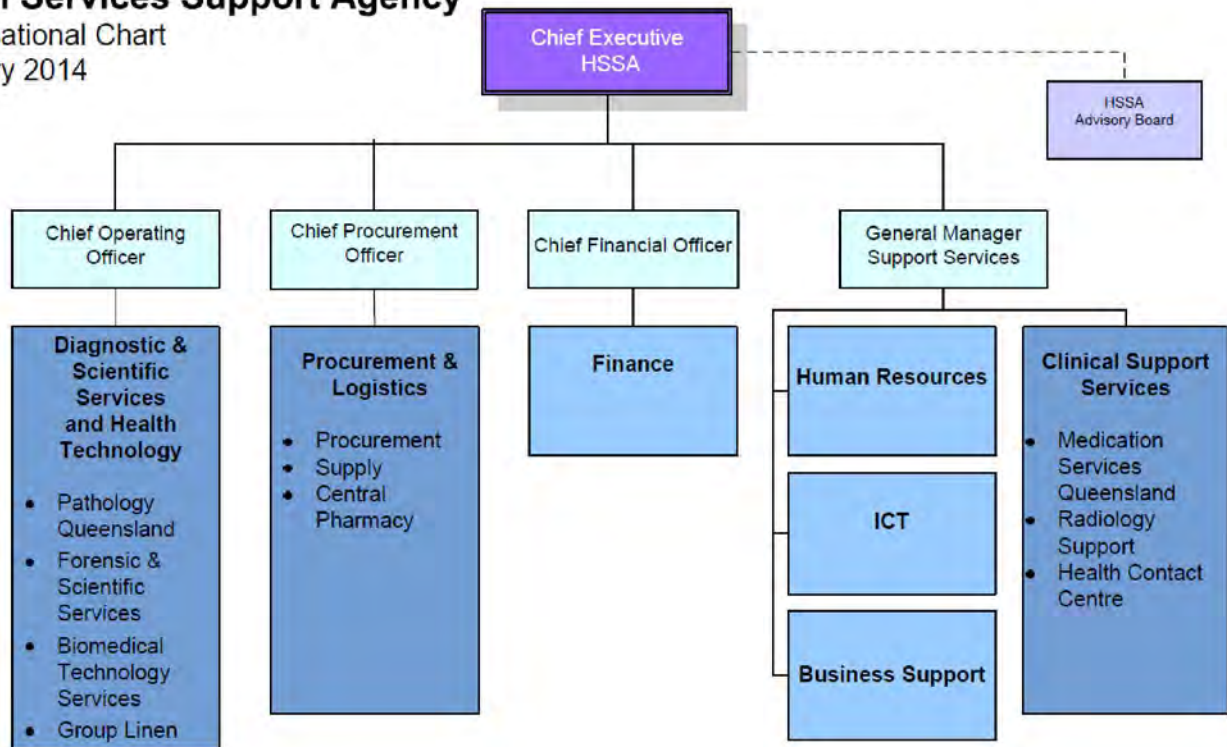 Services Support Agency
ational Chart
y 2014
Chief Executive
HSSA
HSSA
Advisory Board
Chief Operating
Officer
Chief Procurement
Officer
Chief Financial Officer
General Manager
Support Services
Diagnostic &
Scientific
Services
and Health
Technology
• Pathology
Queensland
• Forensic &
Scientific
Services
• Biomedical
Technology
Services
• Group Linen
Procurement &
Logistics
• Procurement
• Supply
• Central
Pharmacy
Finance
Human Resources
ICT
Business Support
Clinical Support
Services
• Medication
Services
Queensland
• Radiology
Support
• Health Contact
Centre